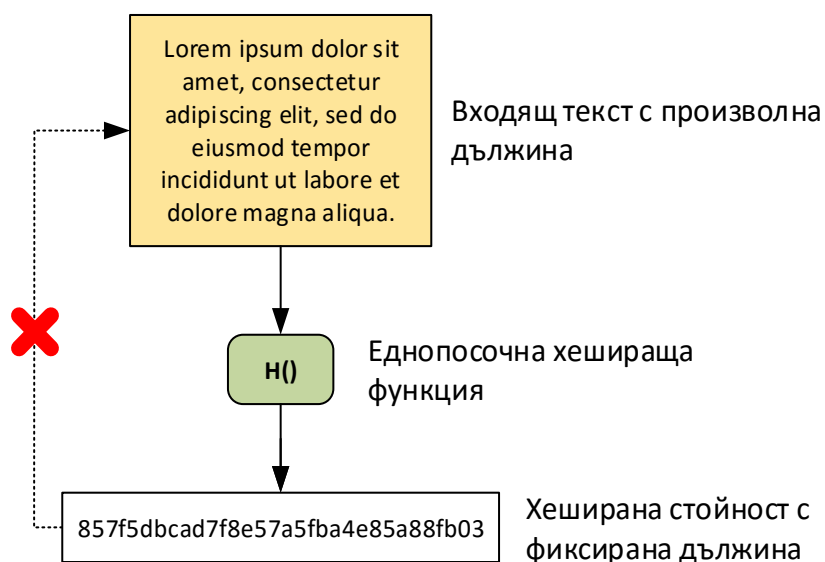 Lorem ipsum dolor sit
amet, consectetur
adipiscing elit, sed do
eiusmod tempor
incididunt ut labore et
dolore magna aliqua.
Входящ текст с произволна
дължина
H()
Еднопосочна хешираща
функция
857f5dbcad7f8e57a5fba4e85a88fb03
Хеширана стойност с
фиксирана дължина